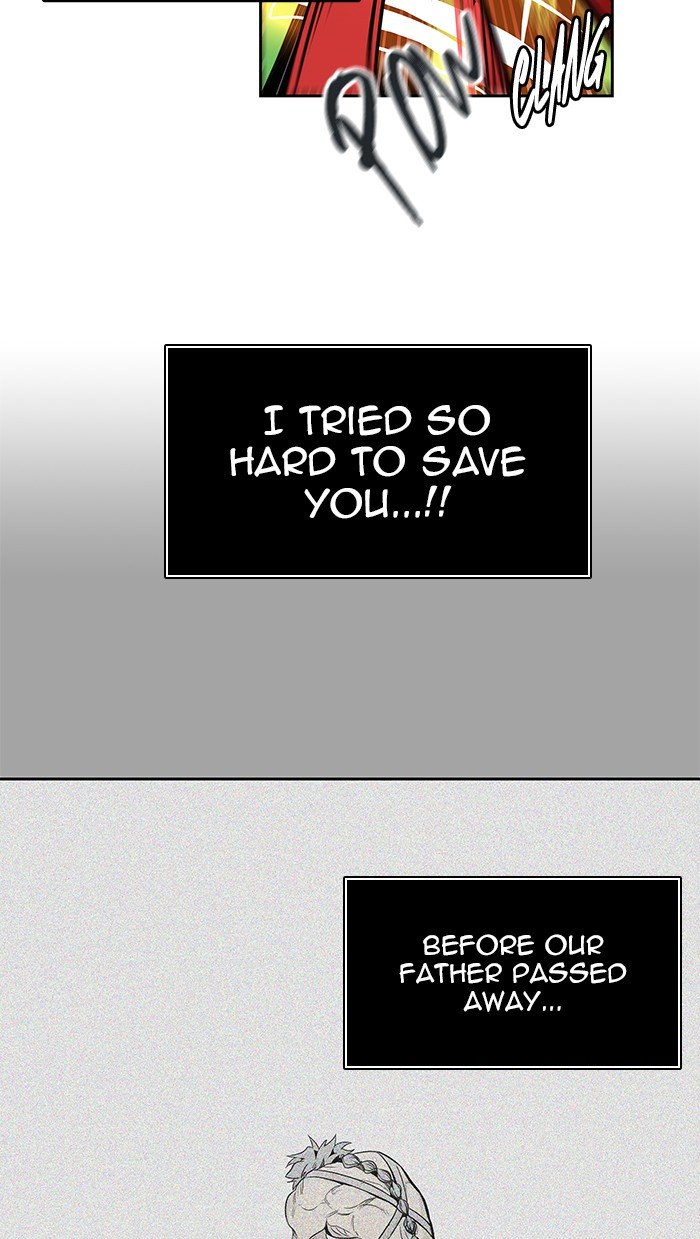 POW
CLANG
I TRIED SO
HARD TO SAVE
YOU...!!
BEFORE OUR
FATHER PASSED
AWAY...